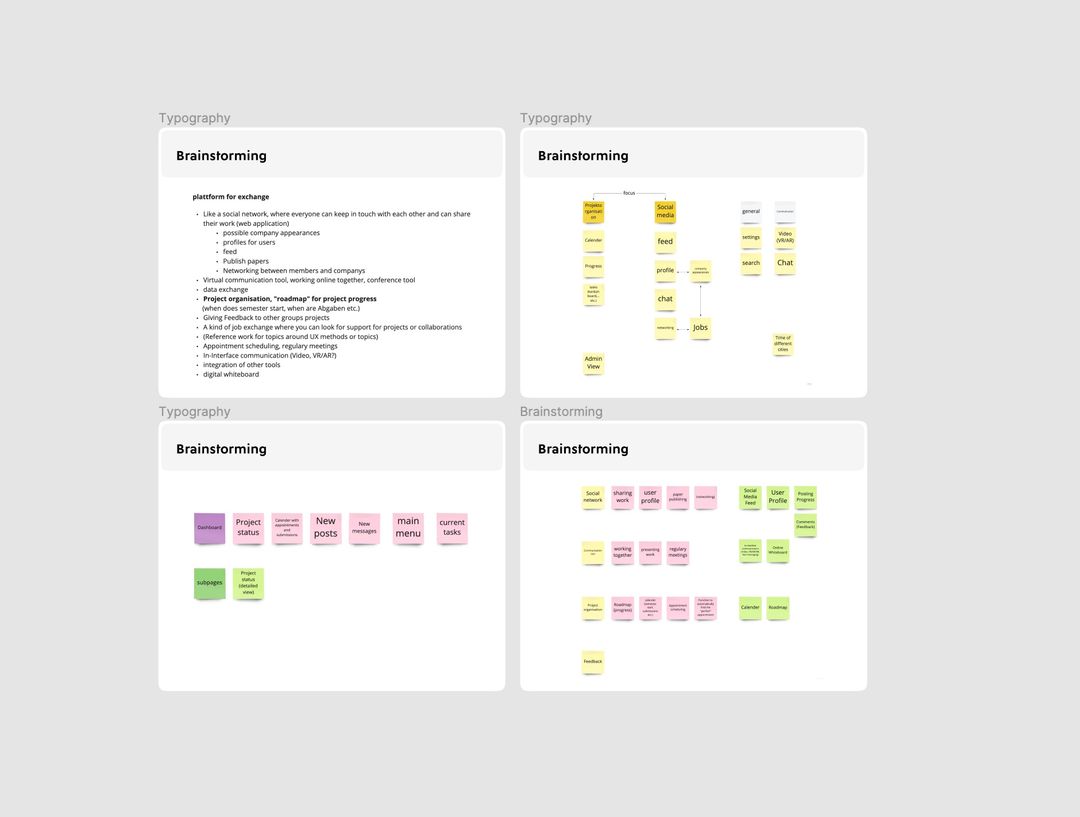 Typography
Brainstorming
plattform for exchange
Like a social network, where everyone can keep in touch with each other and can share
their work (web application)
possible company appearances
profiles for users
feed
Publish papers
Networking between members and companys
Virtual communication tool, working online together, conference tool
data exchange
Project organisation, "roadmap" for project progress
(when does semester start, when are Abgaben etc.)
Giving Feedback to other groups projects
A kind of job exchange where you can look for support for projects or collaborations
(Reference work for topics around UX methods or topics)
Appointment scheduling, regulary meetings
In-Interface communication (Video, VR/AR?)
integration of other tools
digital whiteboard
Typography
Brainstorming
focus
Projekto
rganisati
on
Calender
Progress
board,..
etc.)
Admin
View
Social
media
feed
profile
company
appearances
chat
networking
Jobs
general
settings
search
Communication
Video
(VR/AR)
Chat
Time of
different
cities
Typography
Brainstorming
Dashboard
Project
status
Calender with
appointments
and
submissions
New
posts
New
messages
main
menu
current
tasks
subpages
Project
status
(detailed
view)
Brainstorming
Brainstorming
Social
network
sharing
work
user
profile
paper
publishing
(networking)
Social
Media
Feed
User
Profile
Posting
Progress
Comments
(Feedback)
Communication
working
together
presenting
work
regulary
meetings
Online
Whiteboard
Project
organisation
Roadmap
(progress)
Appointment
scheduling
Calender
Roadmap
Feedback